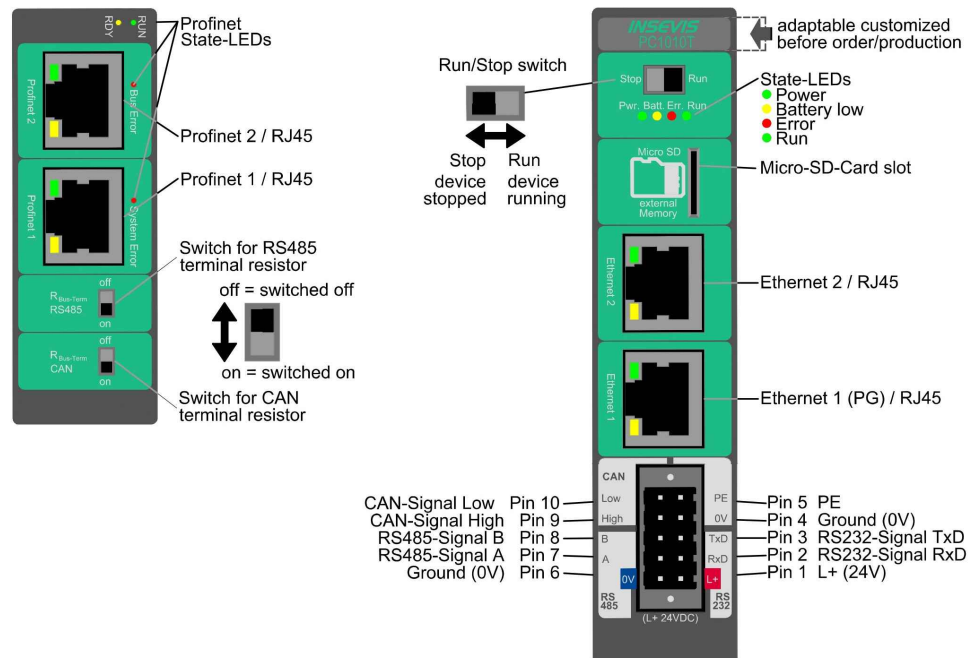 RDY
RUN
Profinet
State-LEDs
Profinet 2
Bus Error
Profinet 2 / RJ45
Profinet 1 / RJ45
Profinet 1
System Error
Switch for RS485
terminal resistor
off
R Bus-Term
RS485
on
off = switched off
on = switched on
off
R Bus-Term
CAN
on
Switch for CAN
terminal resistor
INSEVIS
PC1010T
adaptable customized
before order/production
Run/Stop switch
Stop Run
device device
stopped running
Stop Run
Pwr. Batt. Err. Run
State-LEDs
Power
Battery low
Error
Run
Micro SD
external
Memory
Micro-SD-Card slot
Ethernet 2
Ethernet 2 / RJ45
Ethernet 1
Ethernet 1 (PG) / RJ45
CAN
Low
High
B
A
0V
RS
485
PE
0V
TxD
RxD
L+
RS
232
(L+ 24VDC)
CAN-Signal Low Pin 10
CAN-Signal High Pin 9
RS485-Signal B Pin 8
RS485-Signal A Pin 7
Ground (0V) Pin 6
Pin 5 PE
Pin 4 Ground (0V)
Pin 3 RS232-Signal TxD
Pin 2 RS232-Signal RxD
Pin 1 L+ (24V)